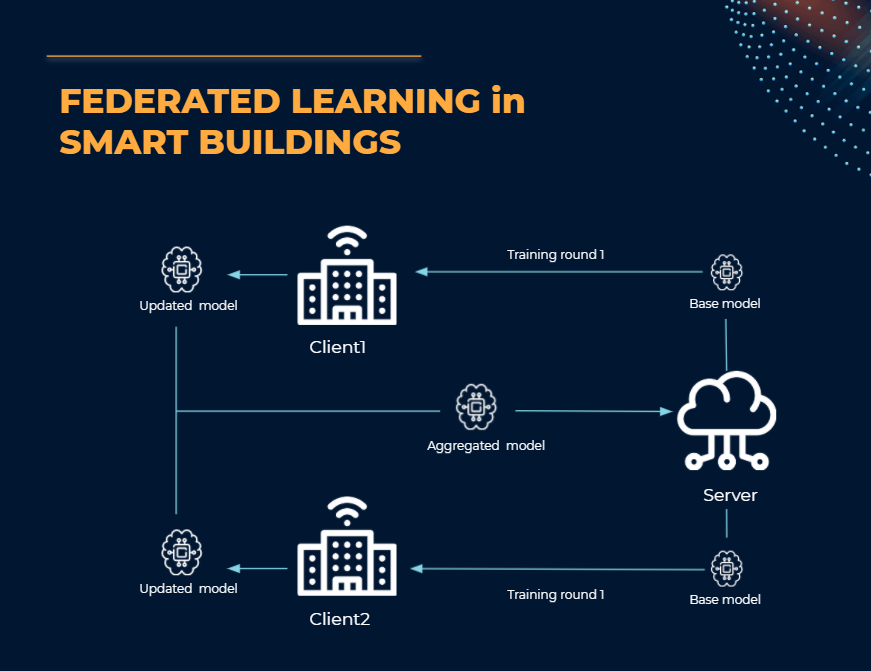 FEDERATED LEARNING in
SMART BUILDINGS
Training round 1
Updated model
Base model
Client1
Aggregated model
Server
Updated model
Training round 1
Base model
Client2